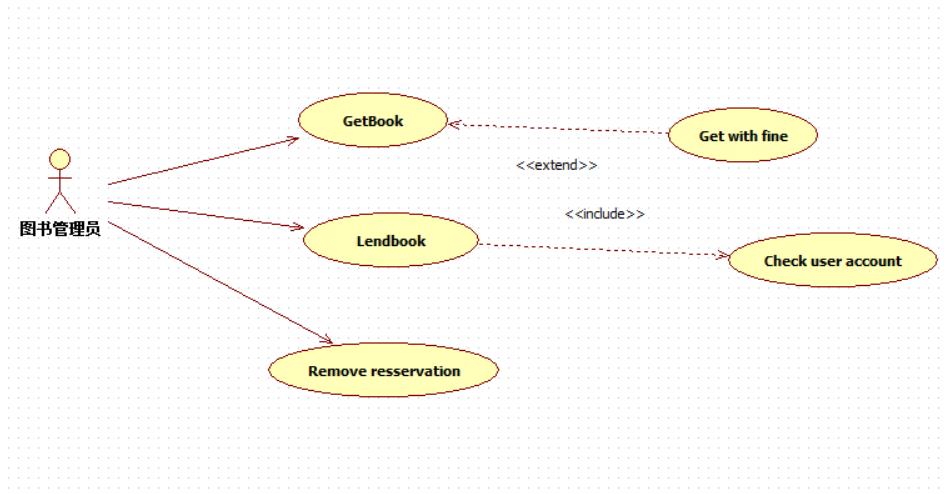 GetBook
Get with fine
<<extend>>
图书管理员
<<include>>
Lendbook
Check user account
Remove resservation